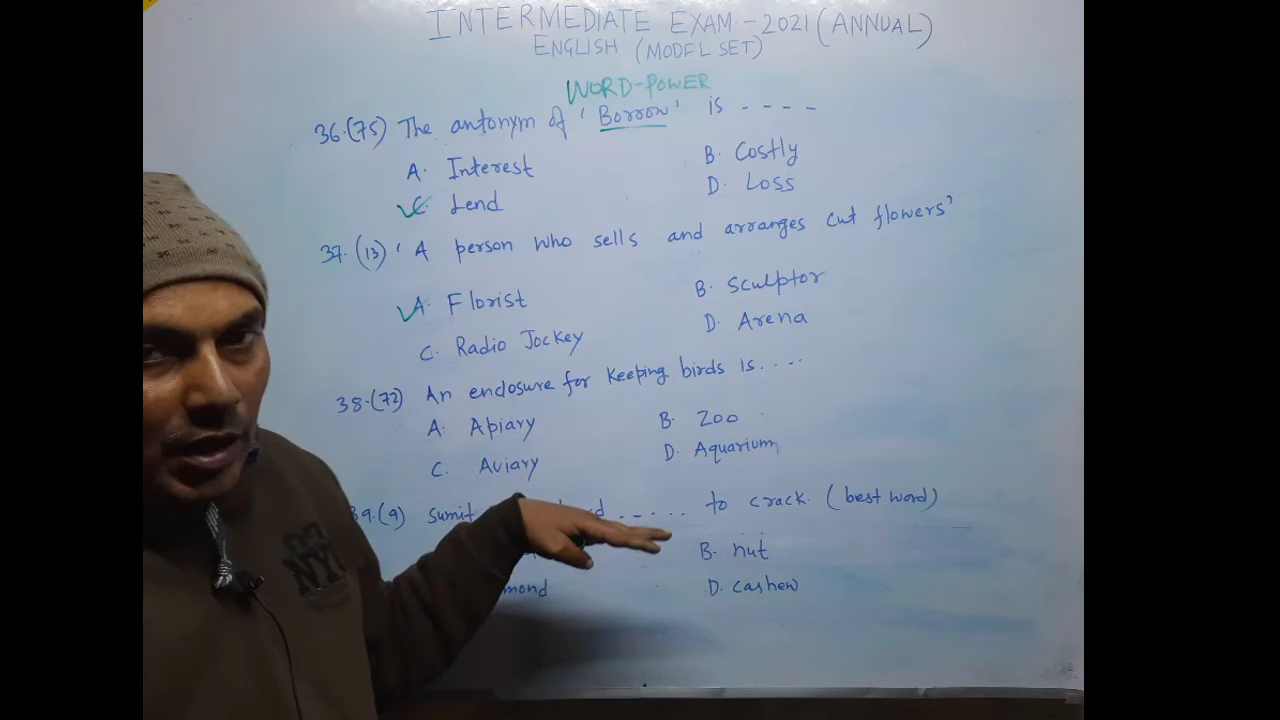 INTERMEDIATE EXAM.-2021 (ANNUAL)
ENGLISH (MODEL SET)
WORD-POWER
36.(75) The antonym of 'Borrow' is ----
A. Interest B. Costly
C. Lend D. Loss
37.(13) 'A person who sells and arranges cut flowers'
A. Florist B. Sculptor
C. Radio Jockey D. Arena
38.(72) An enclosure for keeping birds is.....
A. Apiary B. Zoo
C. Aviary D. Aquarium
39.(9) Sumit ..... to crack. (best word)
B. nut
D. cashew
NY